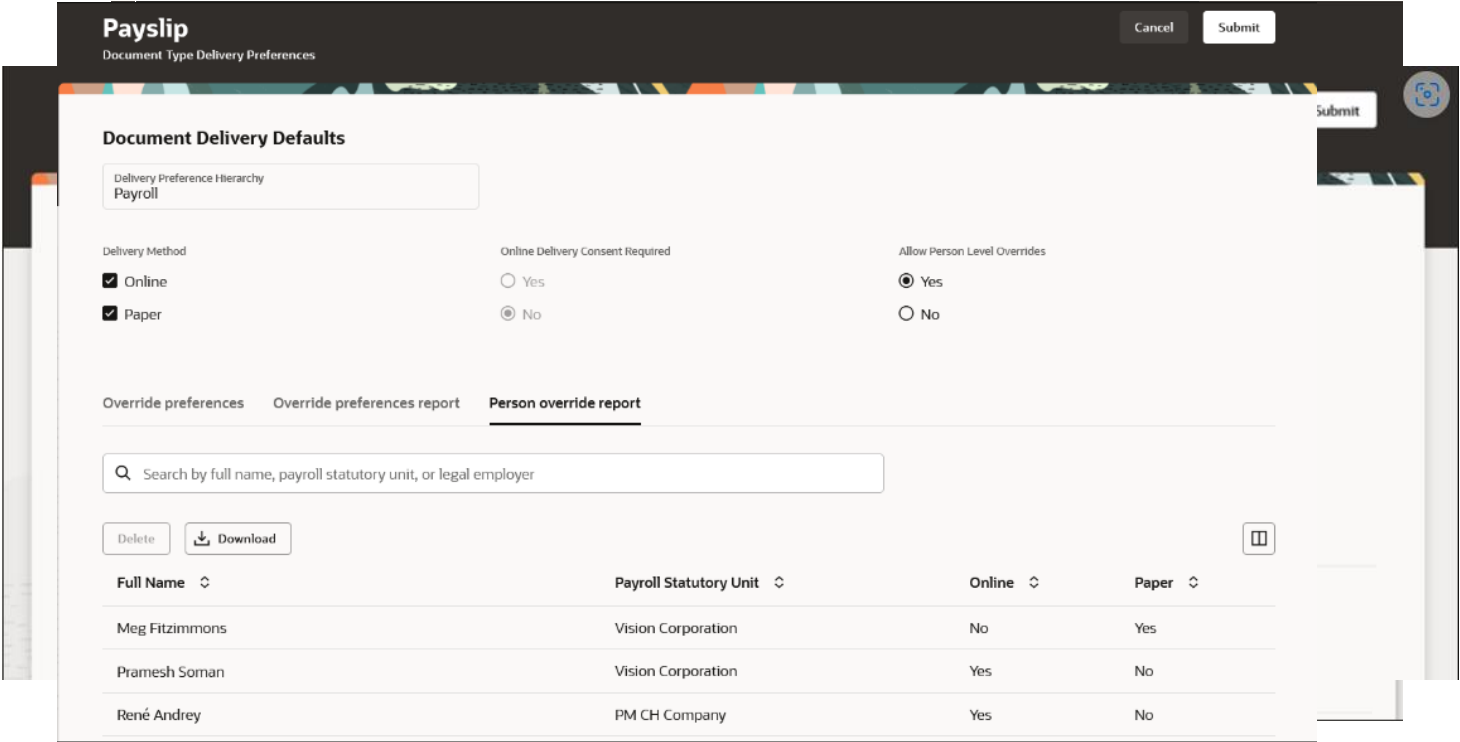 Payslip
Cancel
Submit
Document Type Delivery Preferences
Submit
Document Delivery Defaults
Delivery Preference Hierarchy
Payroll
Delivery Method
Online Delivery Consent Required
Allow Person Level Overrides
Online
Yes
Yes
Paper
No
No
Override preferences
Override preferences report
Person override report
Search by full name, payroll statutory unit, or legal employer
Delete
Download
Full Name Payroll Statutory Unit Online Paper
Meg Fitzimmons Vision Corporation No Yes
Pramesh Soman Vision Corporation Yes No
René Andrey PM CH Company Yes No